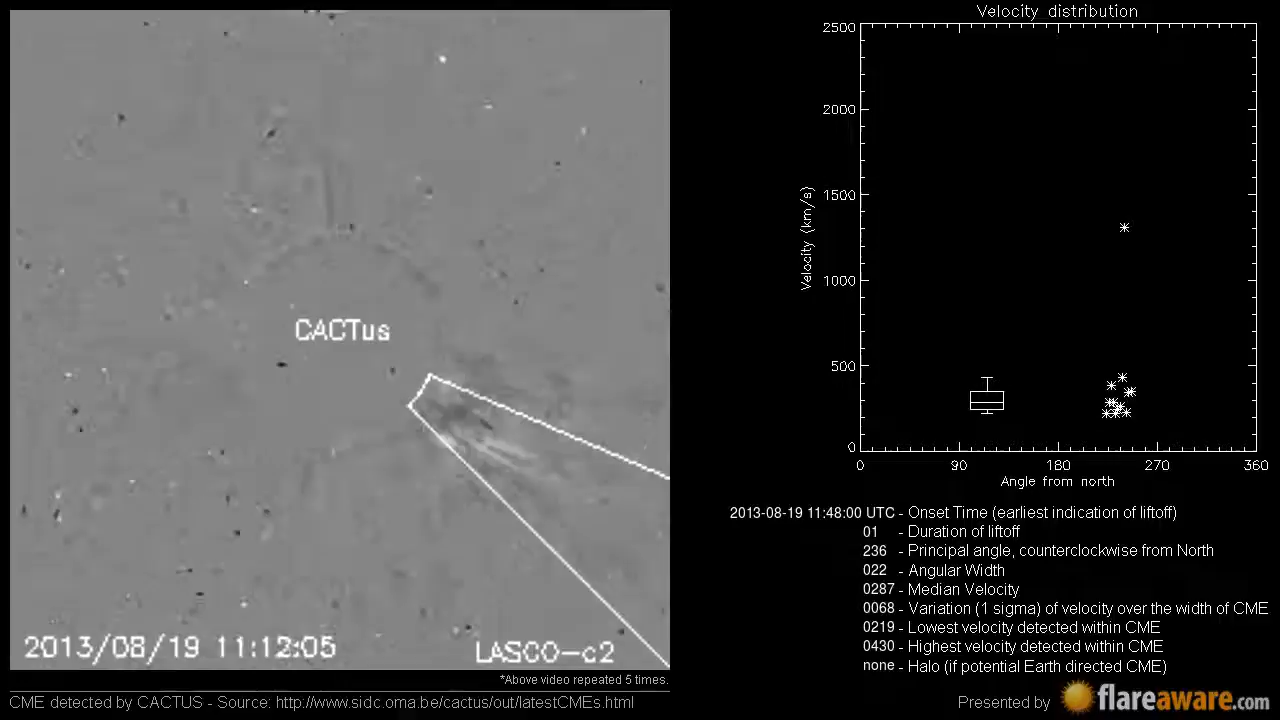 CACTus
2013/08/19 11:12:05
LASCO-c2
*Above video repeated 5 times.
CME detected by CACTUS - Source: http://www.sidc.oma.be/cactus/out/latestCMEs.html
Velocity distribution
2500
2000
1500
1000
500
0
Velocity (km/s)
0 90 180 270 360
Angle from north
2013-08-19 11:48:00 UTC - Onset Time (earliest indication of liftoff)
01 - Duration of liftoff
236 - Principal angle, counterclockwise from North
022 - Angular Width
0287 - Median Velocity
0068 - Variation (1 sigma) of velocity over the width of CME
0219 - Lowest velocity detected within CME
0430 - Highest velocity detected within CME
none - Halo (if potential Earth directed CME)
Presented by flareaware.com